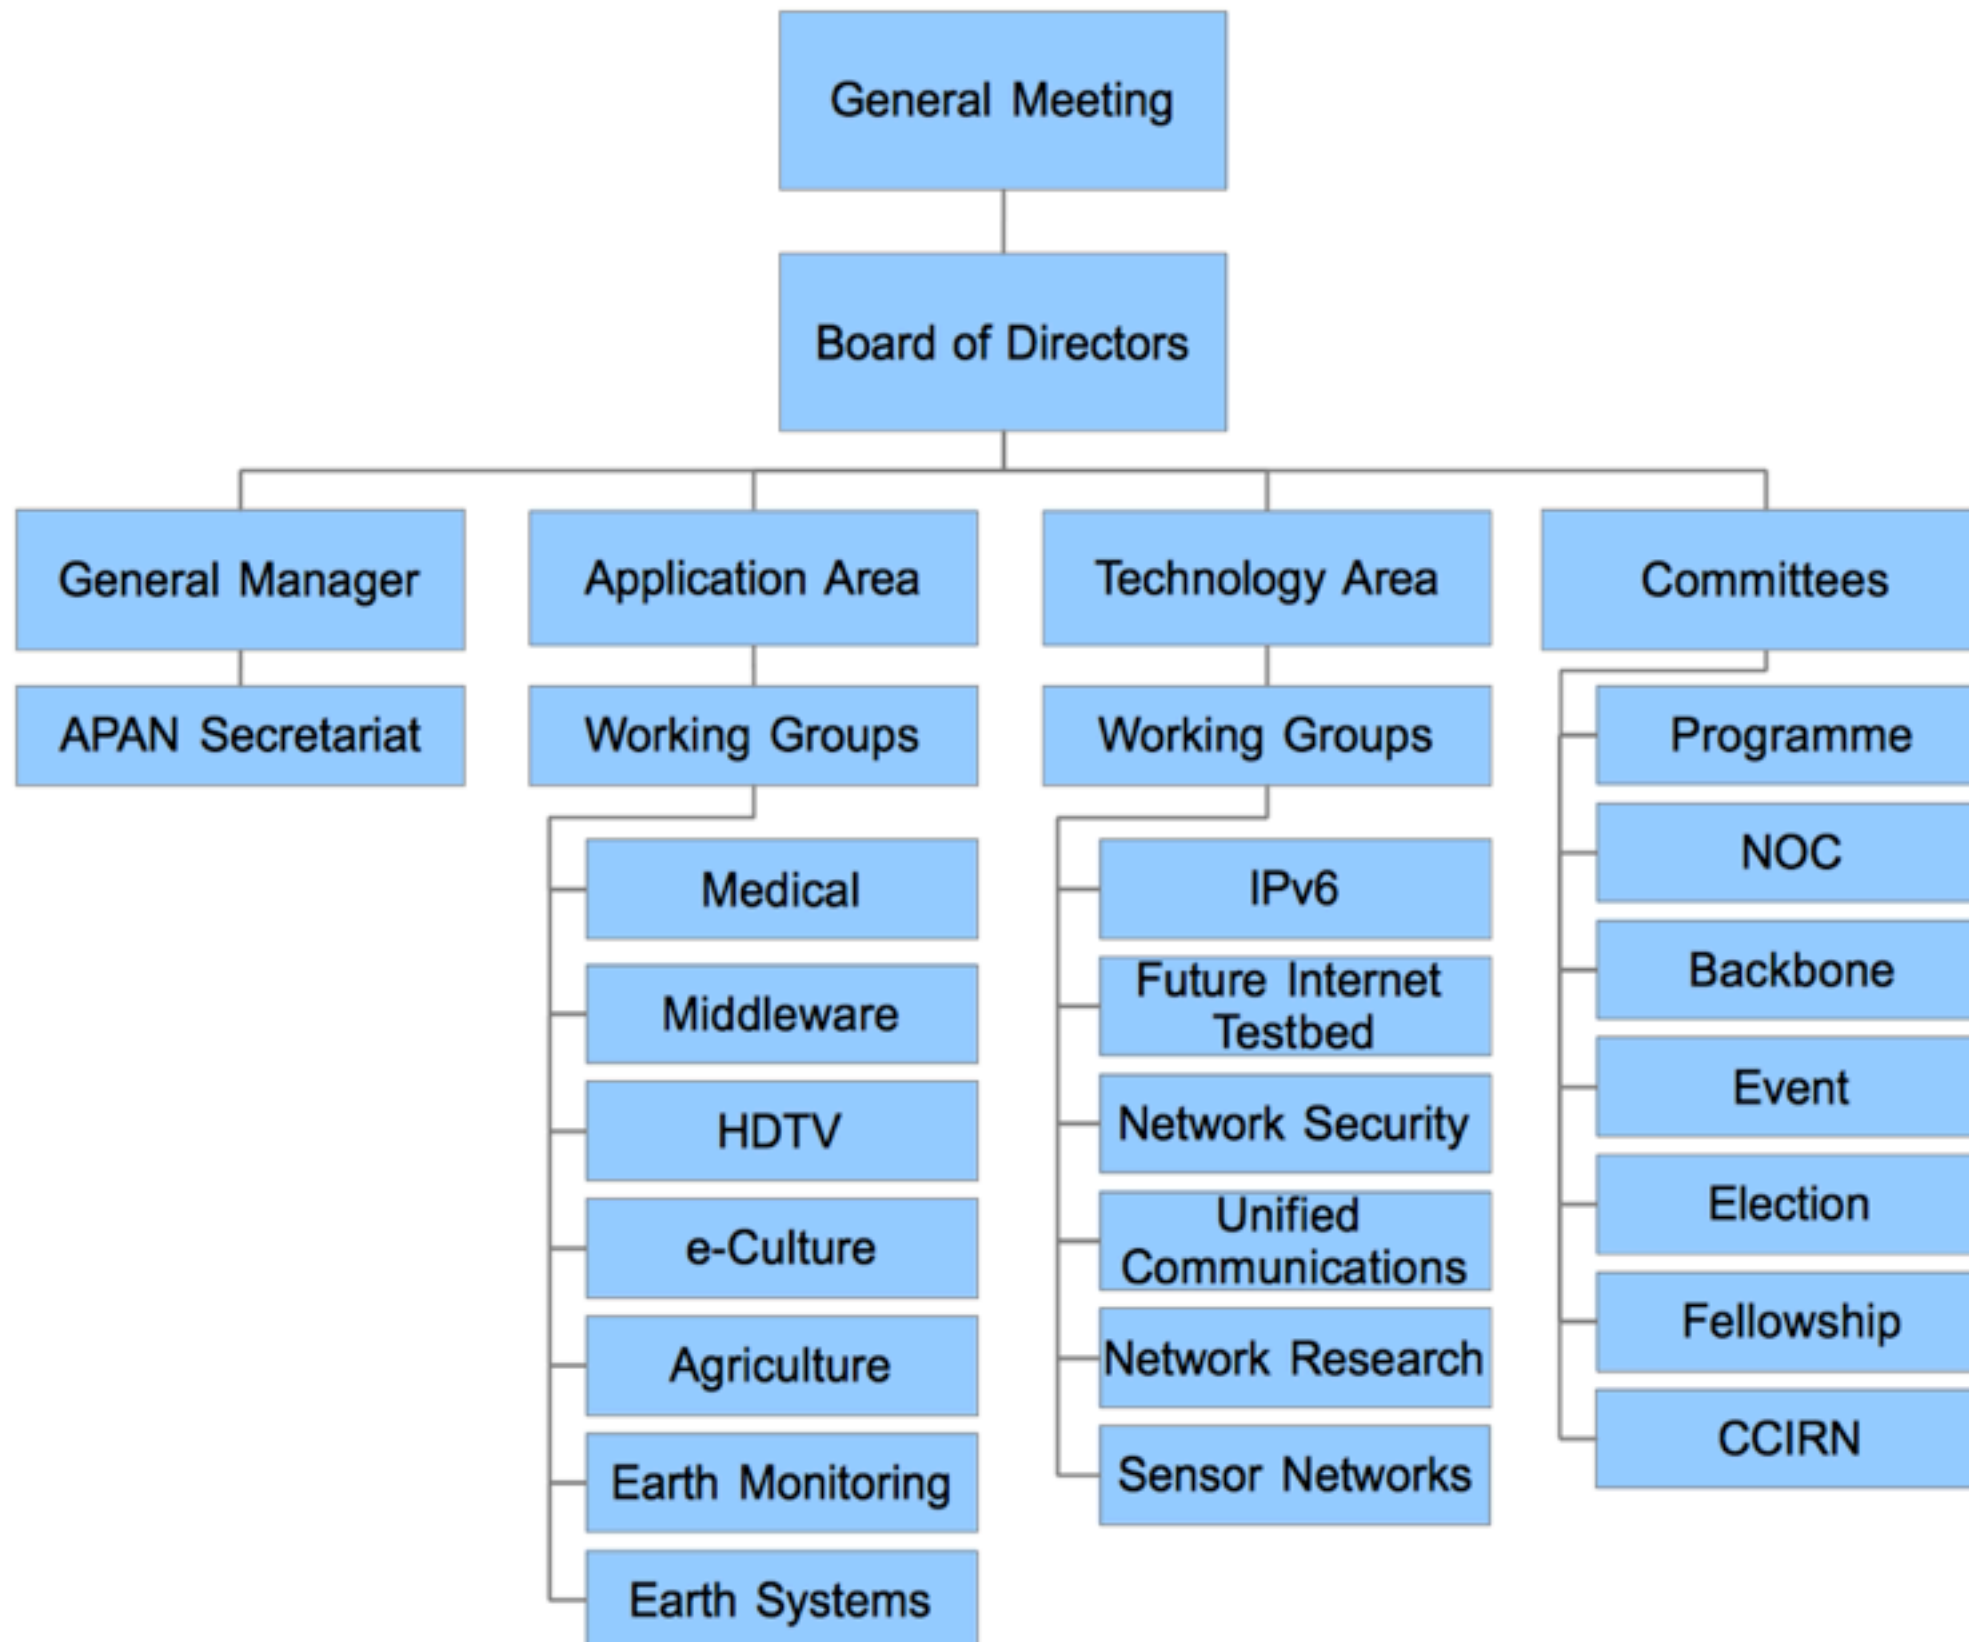 General Meeting
Board of Directors
General Manager
APAN Secretariat
Application Area
Working Groups
Medical
Middleware
HDTV
e-Culture
Agriculture
Earth Monitoring
Earth Systems
Technology Area
Working Groups
IPv6
Future Internet
Testbed
Network Security
Unified
Communications
Network Research
Sensor Networks
Committees
Programme
NOC
Backbone
Event
Election
Fellowship
CCIRN